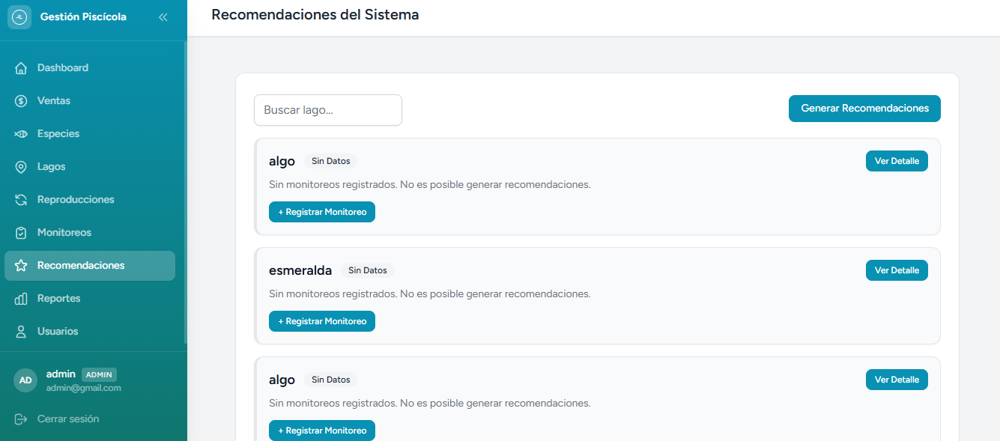 Gestión Piscícola
Dashboard
Ventas
Especies
Lagos
Reproducciones
Monitoreos
Recomendaciones
Reportes
Usuarios
AD
admin ADMIN
admin@gmail.com
Cerrar sesión
Recomendaciones del Sistema
Buscar lago...
Generar Recomendaciones
algo Sin Datos Ver Detalle
Sin monitoreos registrados. No es posible generar recomendaciones.
+ Registrar Monitoreo
esmeralda Sin Datos Ver Detalle
Sin monitoreos registrados. No es posible generar recomendaciones.
+ Registrar Monitoreo
algo Sin Datos Ver Detalle
Sin monitoreos registrados. No es posible generar recomendaciones.
+ Registrar Monitoreo